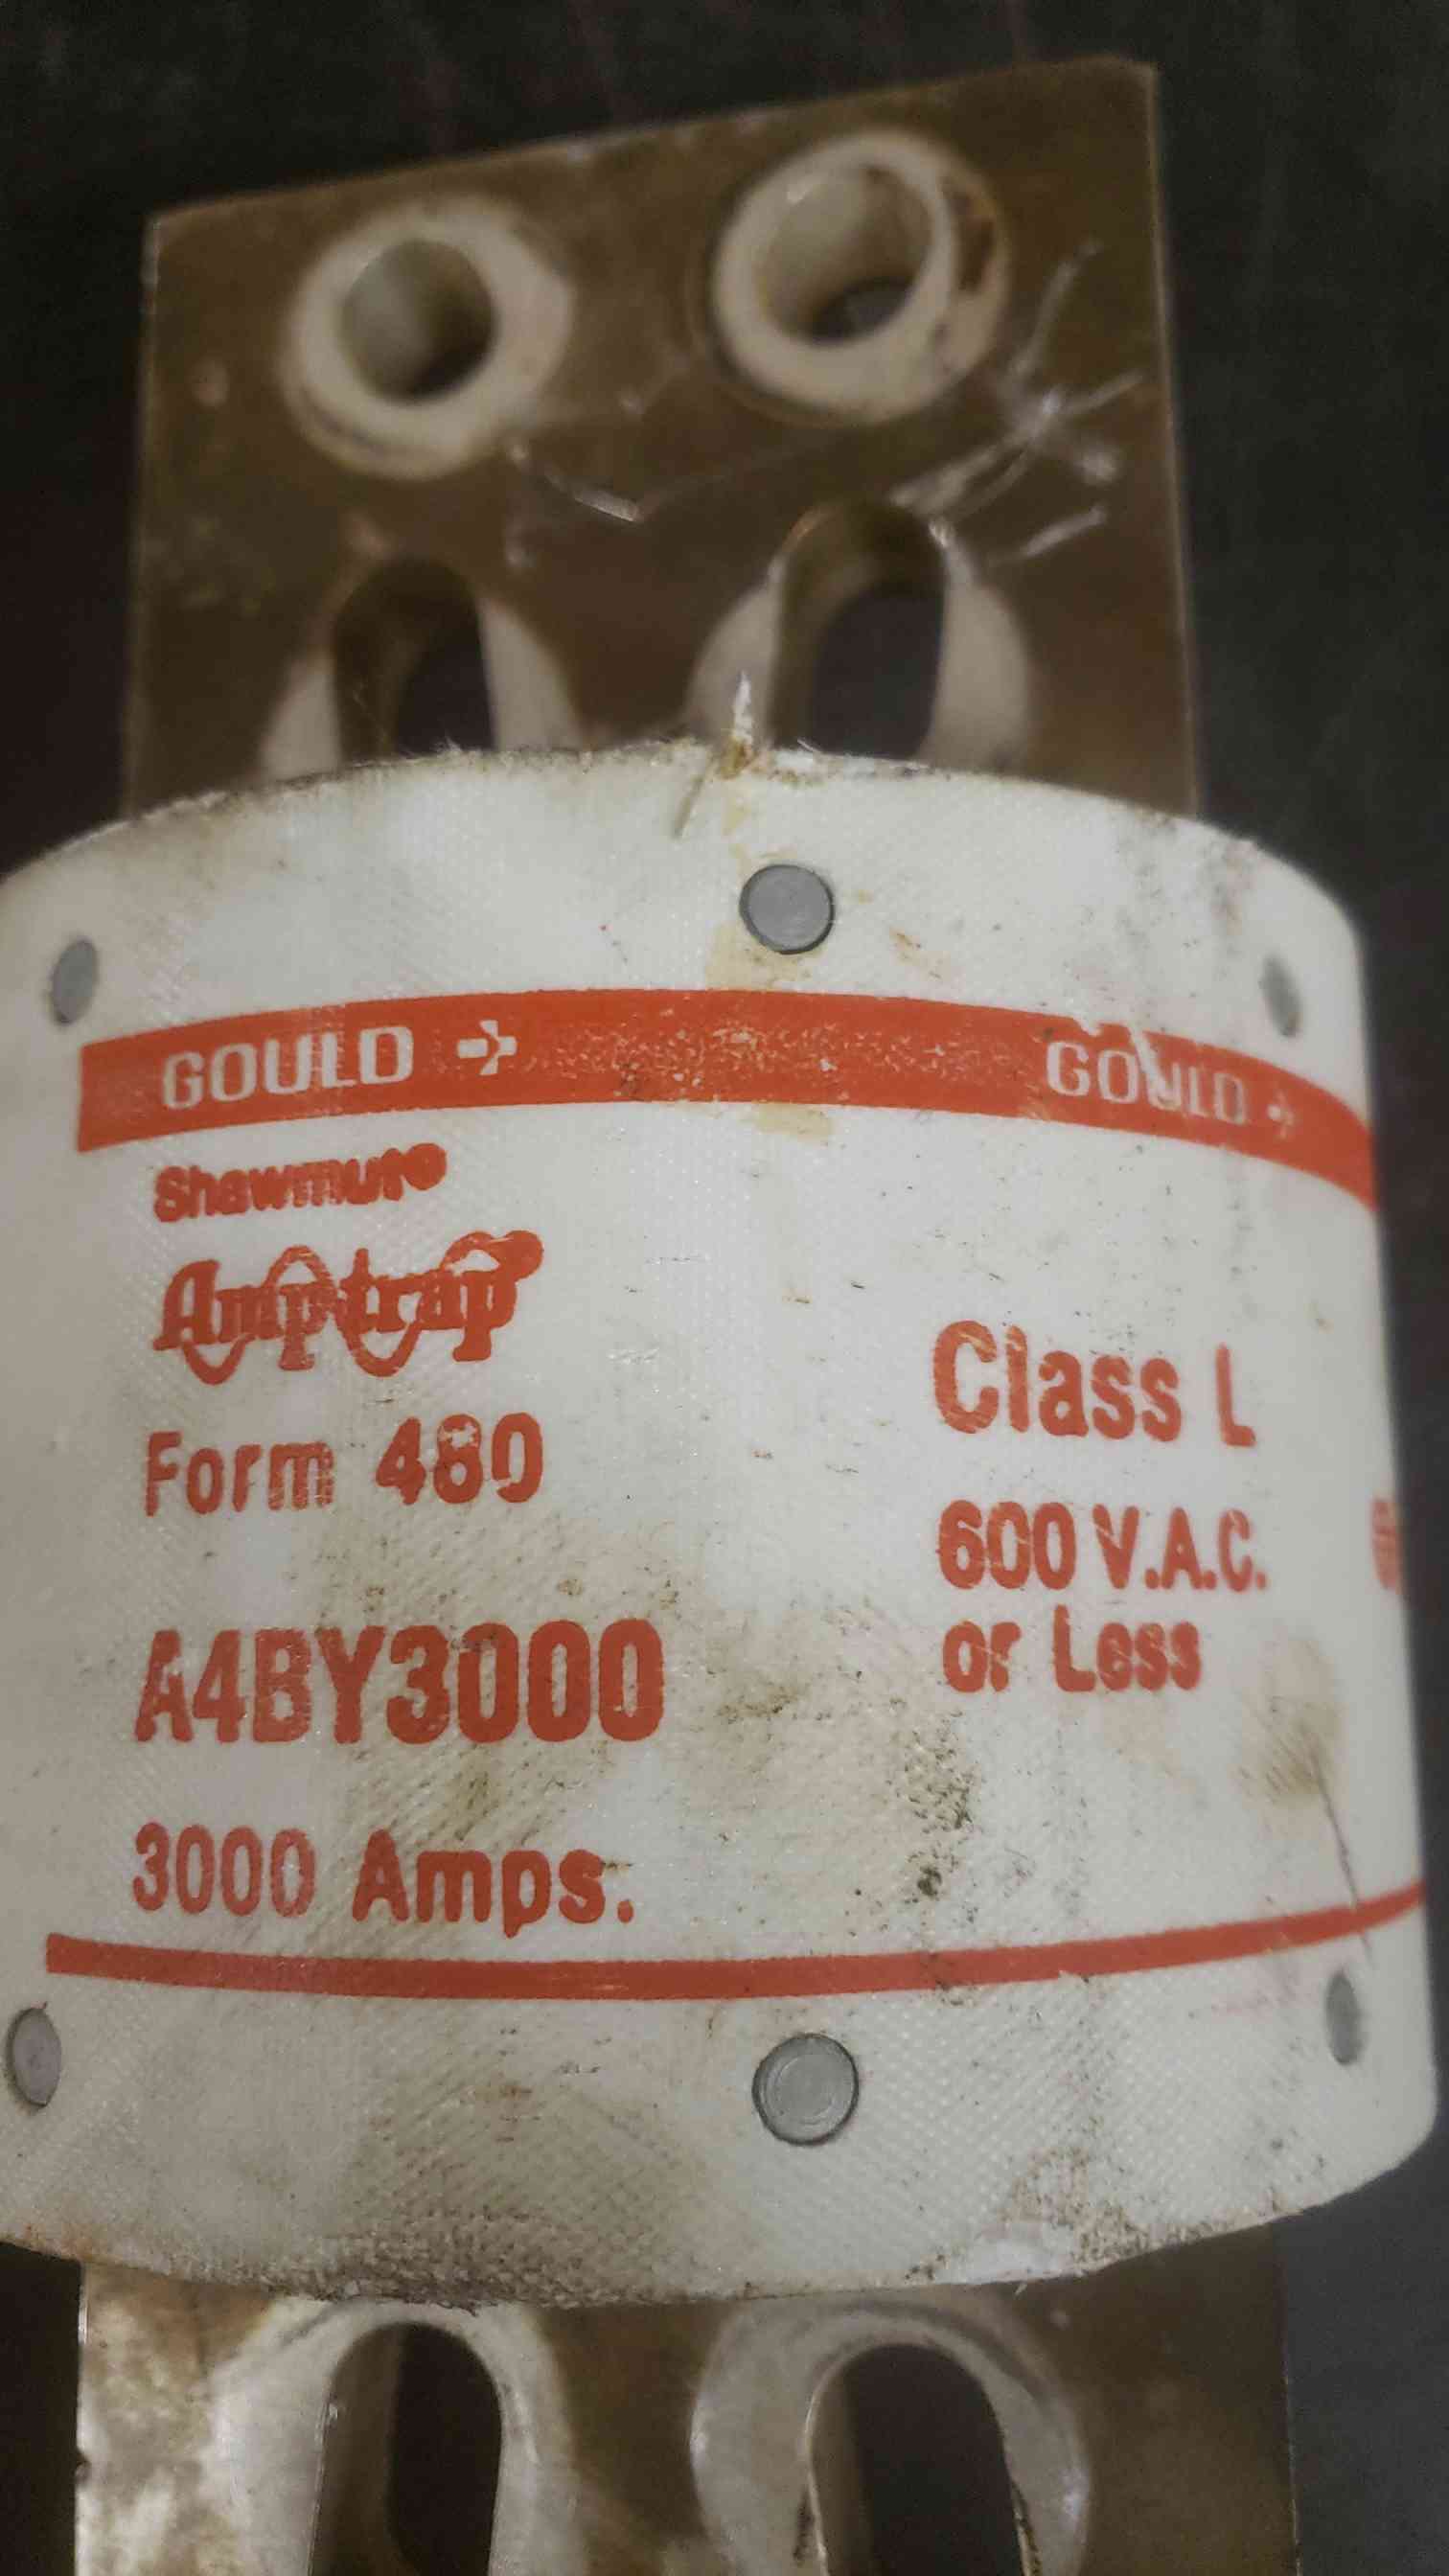 GOULD GOULD
Shawmut®
Amp-trap®
Form 480
A4BY3000
3000 Amps.
Class L
600 V.A.C.
or Less